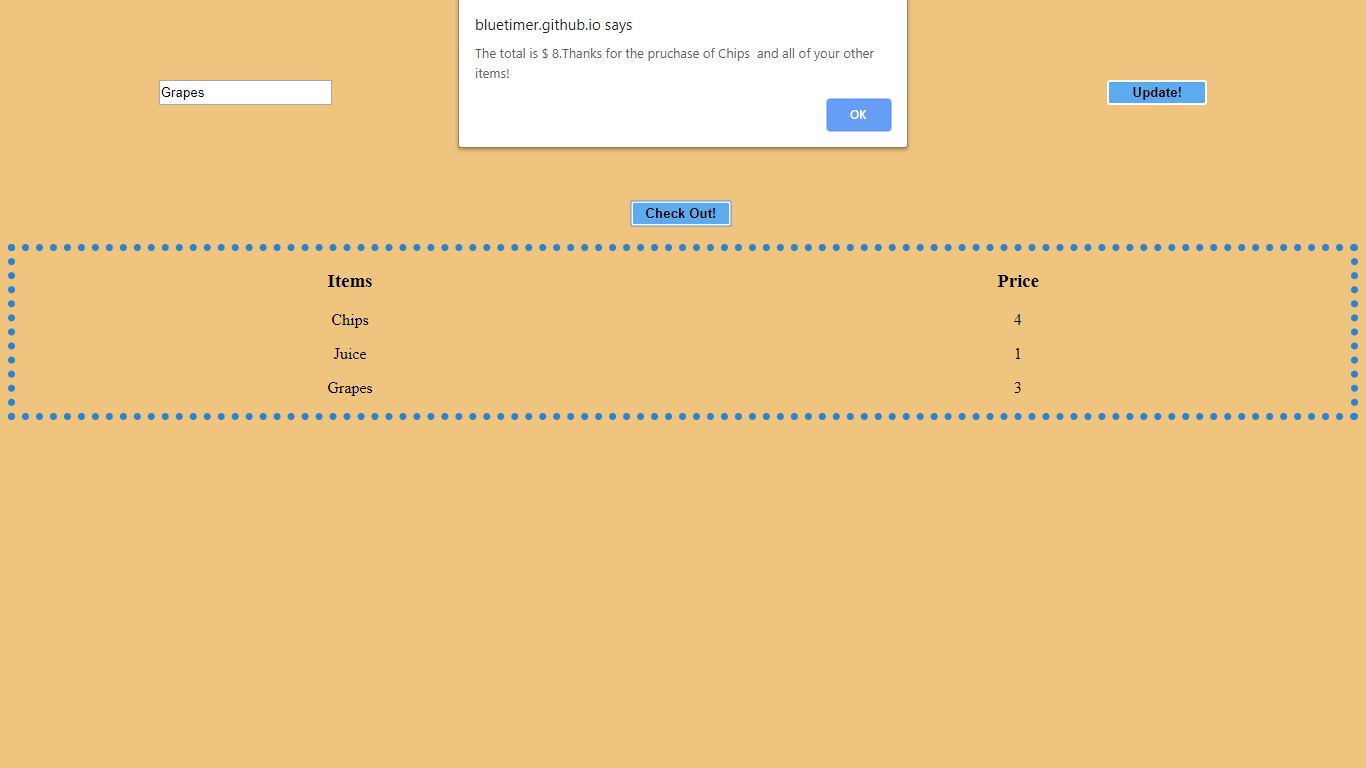 bluetimer.github.io says
The total is $ 8.Thanks for the pruchase of Chips  and all of your other
items!
OK
Grapes
Update!
Check Out!
Items Price
Chips 4
Juice 1
Grapes 3